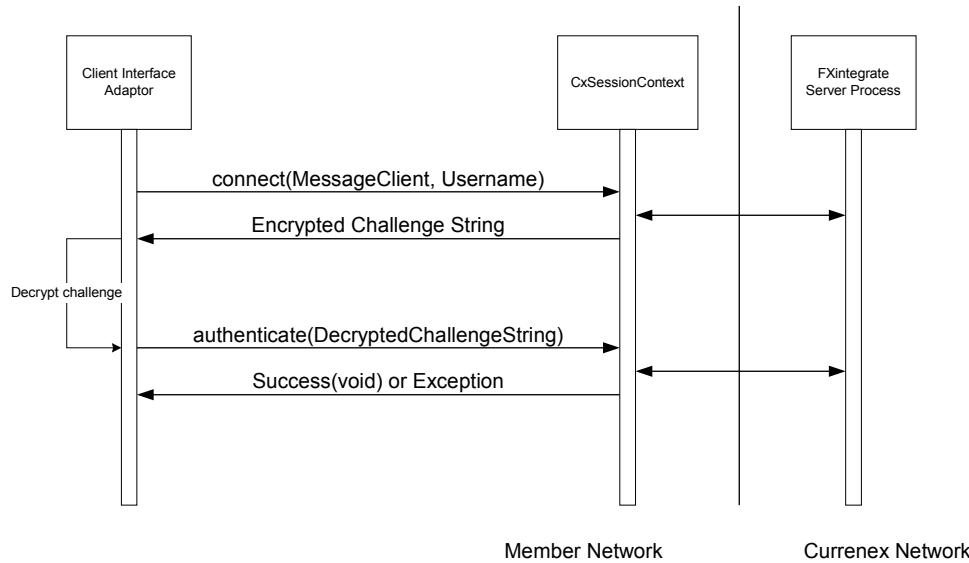 Client Interface
Adaptor
CxSessionContext
FXintegrate
Server Process
connect(MessageClient, Username)
Encrypted Challenge String
Decrypt challenge
authenticate(DecryptedChallengeString)
Success(void) or Exception
Member Network
Currenex Network